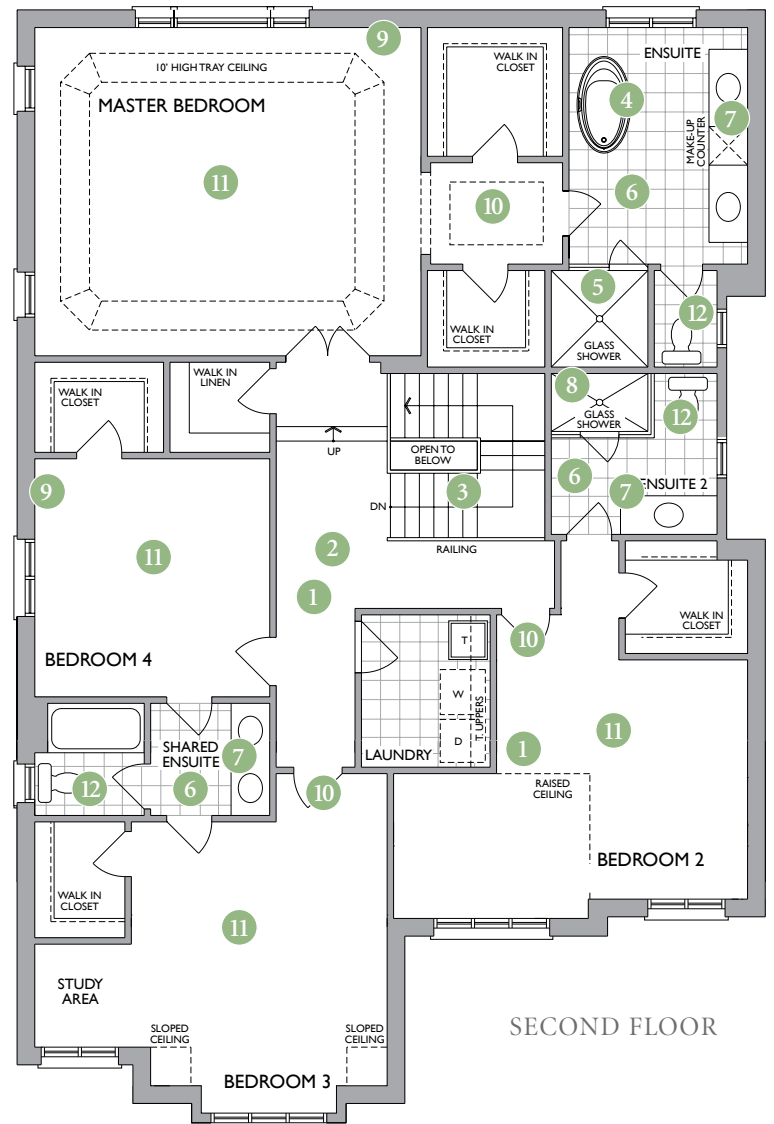 9
10' HIGH TRAY CEILING
MASTER BEDROOM
11
WALK IN
CLOSET
ENSUITE
4
7
MAKE-UP
COUNTER
6
10
5
GLASS
SHOWER
12
WALK IN
CLOSET
WALK IN
LINEN
WALK IN
CLOSET
8
GLASS
SHOWER
12
UP
OPEN TO
BELOW
3
DN
RAILING
6
7
ENSUITE 2
9
11
BEDROOM 4
2
1
WALK IN
CLOSET
10
T
W
D
T. UPPERS
LAUNDRY
1
11
RAISED
CEILING
BEDROOM 2
SHARED
ENSUITE
7
6
12
10
WALK IN
CLOSET
11
STUDY
AREA
SLOPED
CEILING
SLOPED
CEILING
BEDROOM 3
SECOND FLOOR